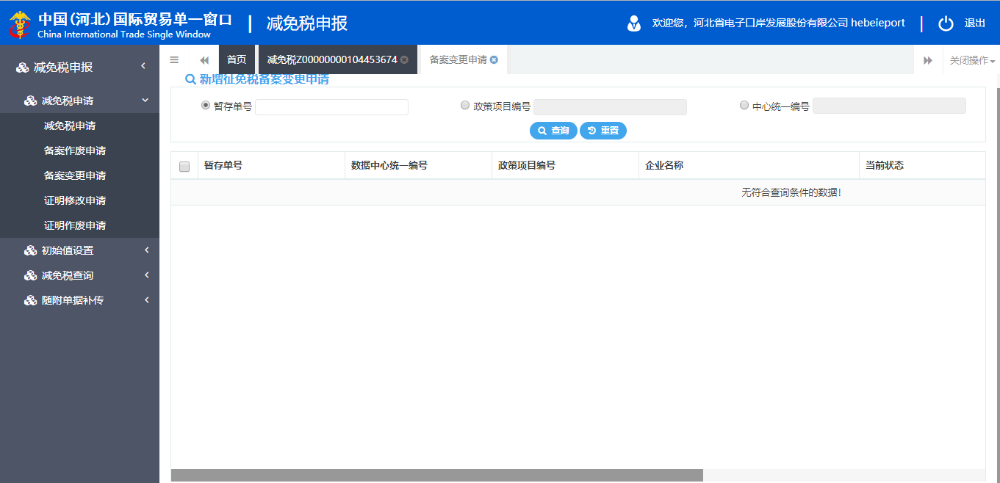 中国(河北)国际贸易单一窗口
China International Trade Single Window
减免税申报
欢迎您，河北省电子口岸发展股份有限公司 hebeieport
退出
减免税申报
首页
减免税Z00000000104453674
备案变更申请
关闭操作
减免税申请
减免税申请
备案作废申请
备案变更申请
证明修改申请
证明作废申请
初始值设置
减免税查询
随附单据补传
新增征免税备案变更申请
暂存单号
政策项目编号
中心统一编号
查询
重置
暂存单号 数据中心统一编号 政策项目编号 企业名称 当前状态
无符合查询条件的数据！